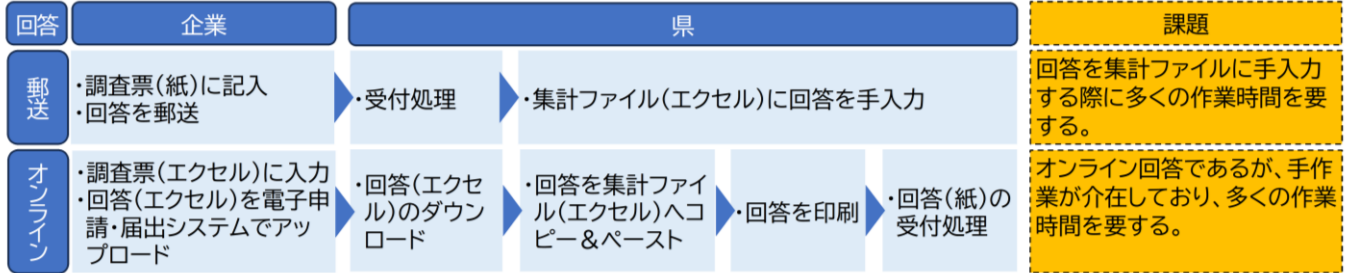 回答
企業
県
課題
郵送
・調査票(紙)に記入
・回答を郵送
・受付処理
・集計ファイル(エクセル)に回答を手入力
回答を集計ファイルに手入力
する際に多くの作業時間を要
する。
オンライン
・調査票(エクセル)に入力
・回答(エクセル)を電子申
請・届出システムでアッ
プロード
・回答(エクセ
ル)のダウン
ロード
・回答を集計ファイ
ル(エクセル)へコ
ピー&ペースト
・回答を印刷
・回答(紙)の
受付処理
オンライン回答であるが、手作
業が介在しており、多くの作業
時間を要する。